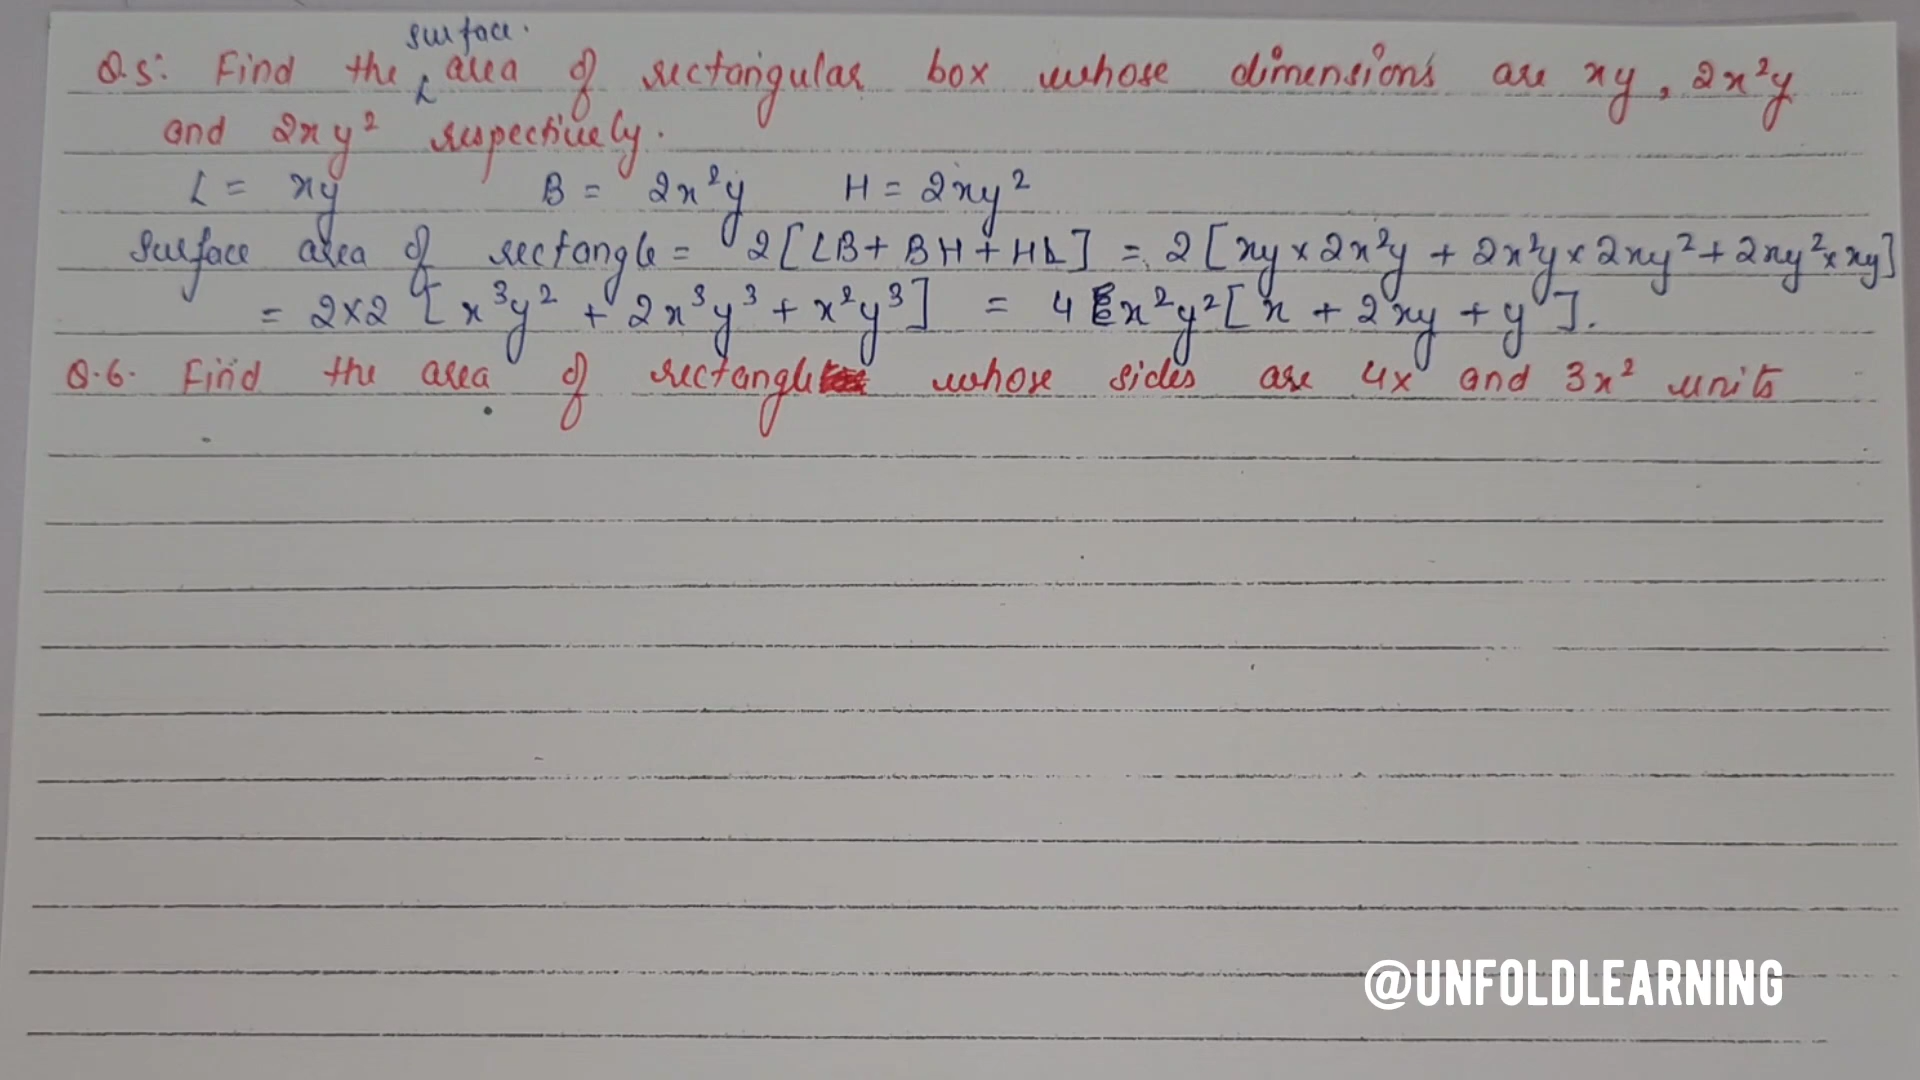 surface.
Q.5: Find the area of rectangular box whose dimensions are xy, 2x²y
and 2xy² respectively.
L = xy B = 2x²y H = 2xy²
Surface area of rectangle = 2[LB + BH + HL] = 2[xy × 2x²y + 2x²y × 2xy² + 2xy² × xy]
= 2×2 [x³y² + 2x³y³ + x²y³] = 4 x²y² [x + 2xy + y].
Q.6. Find the area of rectangle whose sides are 4x and 3x² units
@UNFOLDLEARNING